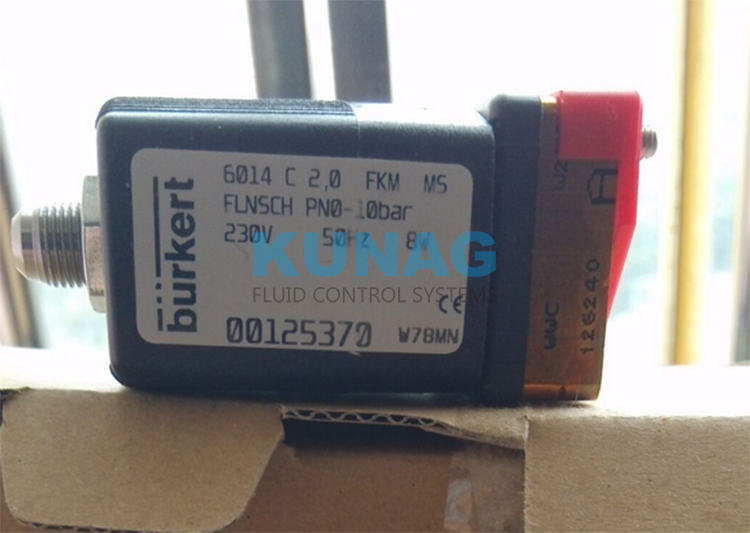 bürkert
6014 C 2,0 FKM MS
FLNSCH PN0-10bar
230V 50Hz 8W
CE
00125370 W78MN
KUNAG
FLUID CONTROL SYSTEMS
WWC
126240